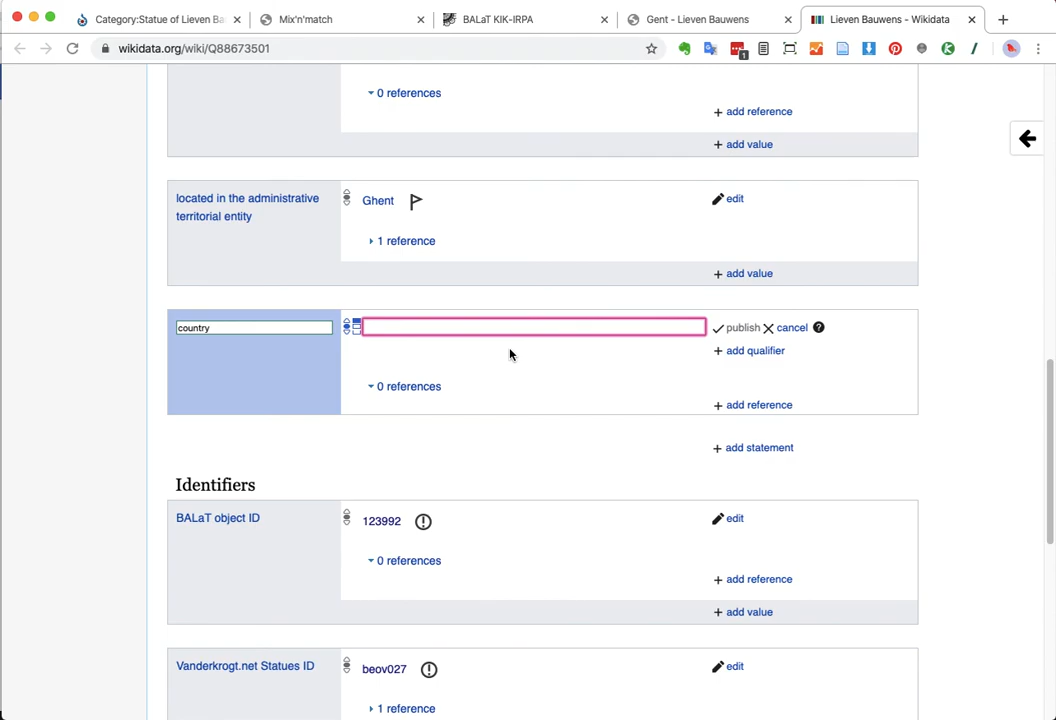 Category:Statue of Lieven Ba
Mix'n'match
BALaT KIK-IRPA
Gent - Lieven Bauwens
Lieven Bauwens - Wikidata
wikidata.org/wiki/Q88673501
1
0 references
+ add reference
+ add value
located in the administrative
territorial entity
Ghent
edit
1 reference
+ add value
country
publish
cancel
?
+ add qualifier
0 references
+ add reference
+ add statement
Identifiers
BALaT object ID
123992
edit
0 references
+ add reference
+ add value
Vanderkrogt.net Statues ID
beov027
edit
1 reference